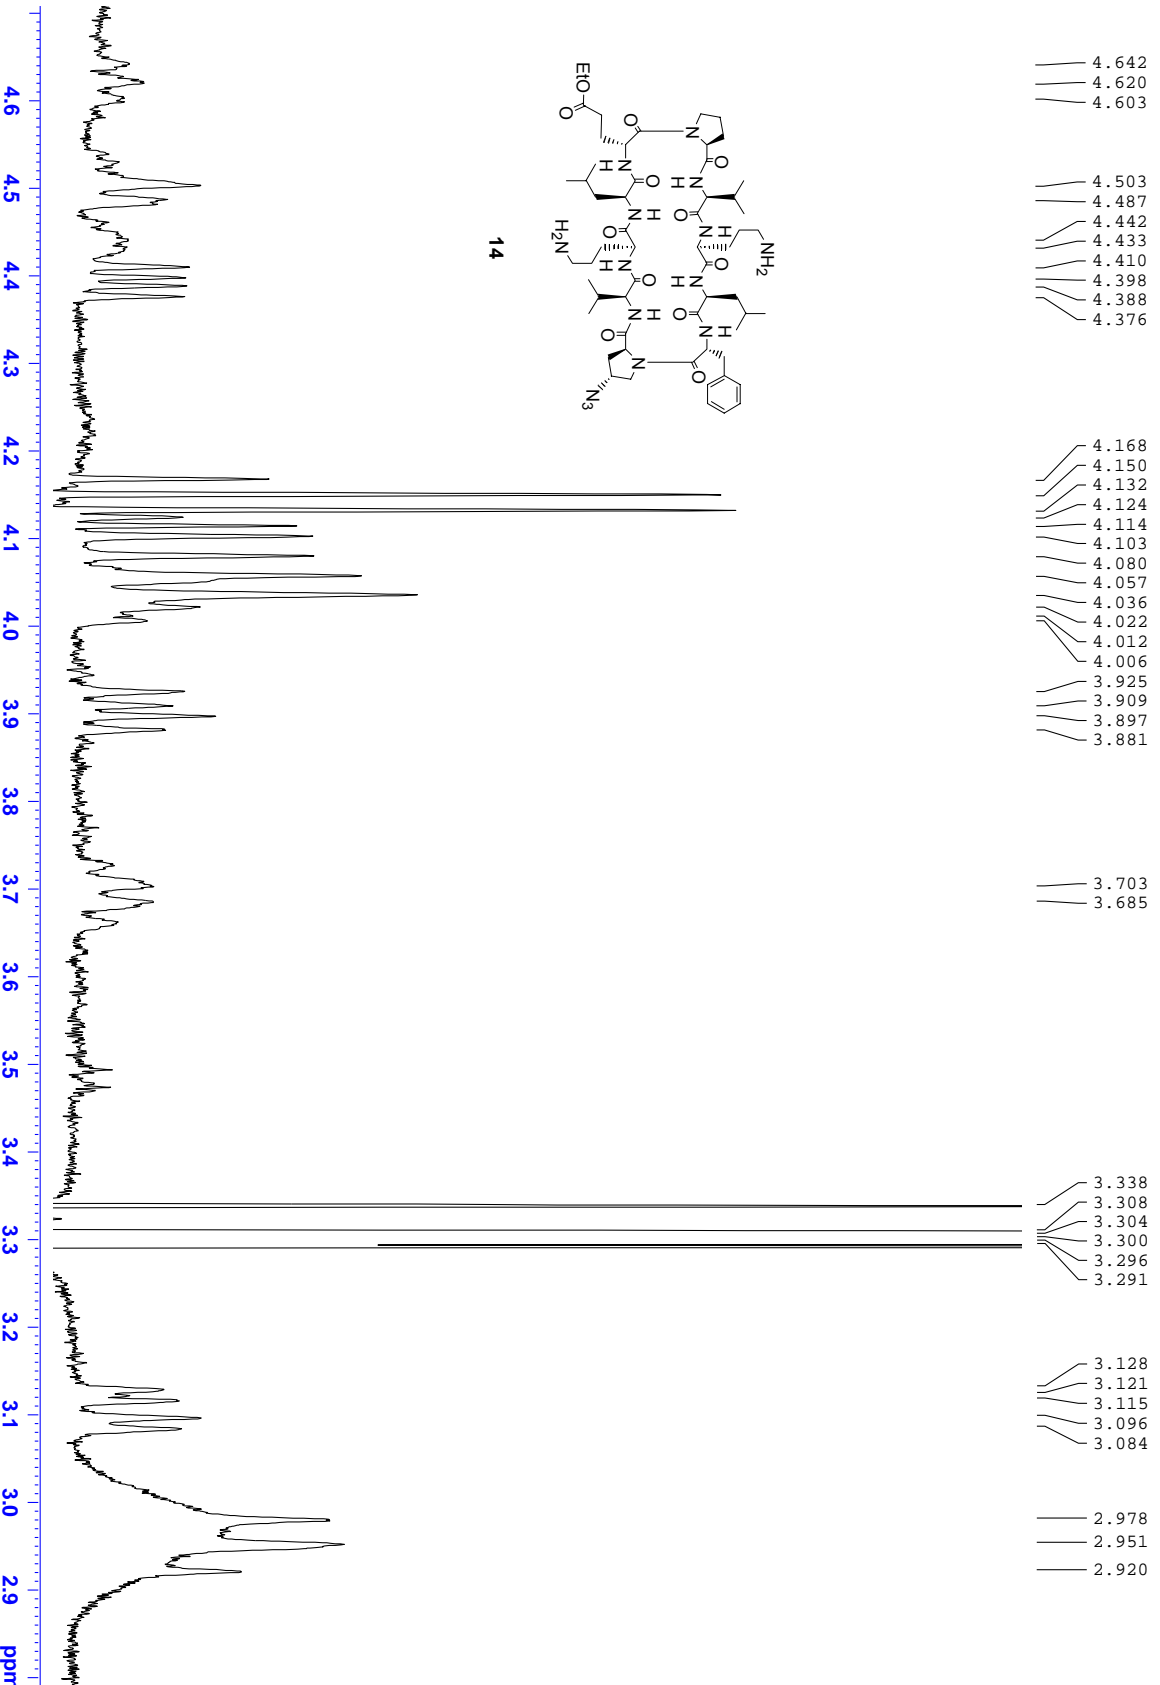 4.642
4.620
4.603
4.503
4.487
4.442
4.433
4.410
4.398
4.388
4.376
4.168
4.150
4.132
4.124
4.114
4.103
4.080
4.057
4.036
4.022
4.012
4.006
3.925
3.909
3.897
3.881
3.703
3.685
3.338
3.308
3.304
3.300
3.296
3.291
3.128
3.121
3.115
3.096
3.084
2.978
2.951
2.920
EtO
O
O
N
O
H
N
O
N
H
O
N
H
O
N
H
NH2
O
N
H
O
N
H
O
N
H
O
N
H
H2N
O
N
H
O
N
N3
14
4.6
4.5
4.4
4.3
4.2
4.1
4.0
3.9
3.8
3.7
3.6
3.5
3.4
3.3
3.2
3.1
3.0
2.9
ppm